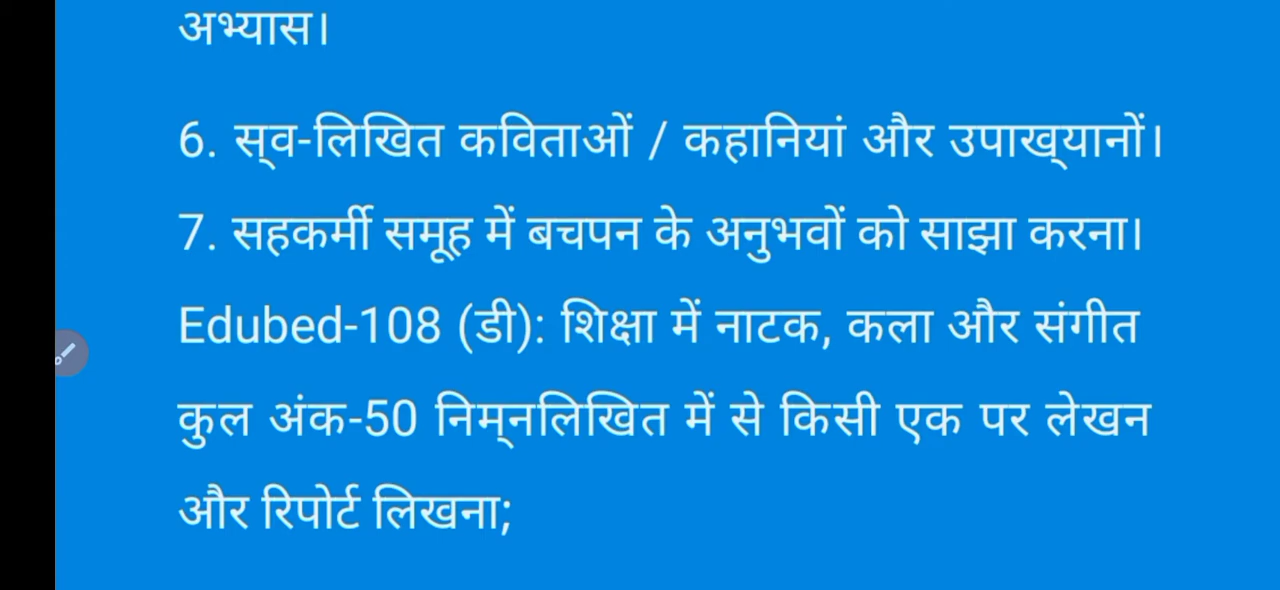 अभ्यास।
6. स्‌व-लिखित कविताओं / कहानियां और उपाख्‌यानों।
7. सहकर्मी समूह में बचपन के अनुभवों को साझा करना।
Edubed-108 (डी): शिक्षा में नाटक, कला और संगीत
कुल अंक-50 निम्‌नलिखित में से किसी एक पर लेखन
और रिपोर्ट लिखना;